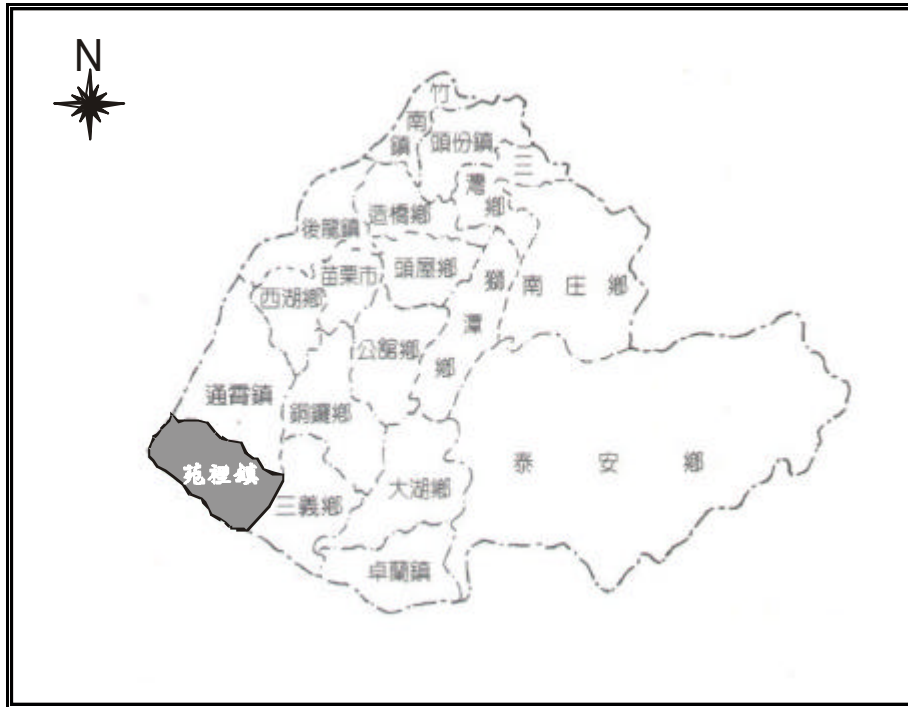 N
竹南鎮
頭份鎮
三灣鄉
後龍鎮
造橋鄉
苗栗市
頭屋鄉
獅潭鄉
南庄鄉
西湖鄉
公館鄉
通霄鎮
銅鑼鄉
苑裡鎮
三義鄉
大湖鄉
泰安鄉
卓蘭鎮